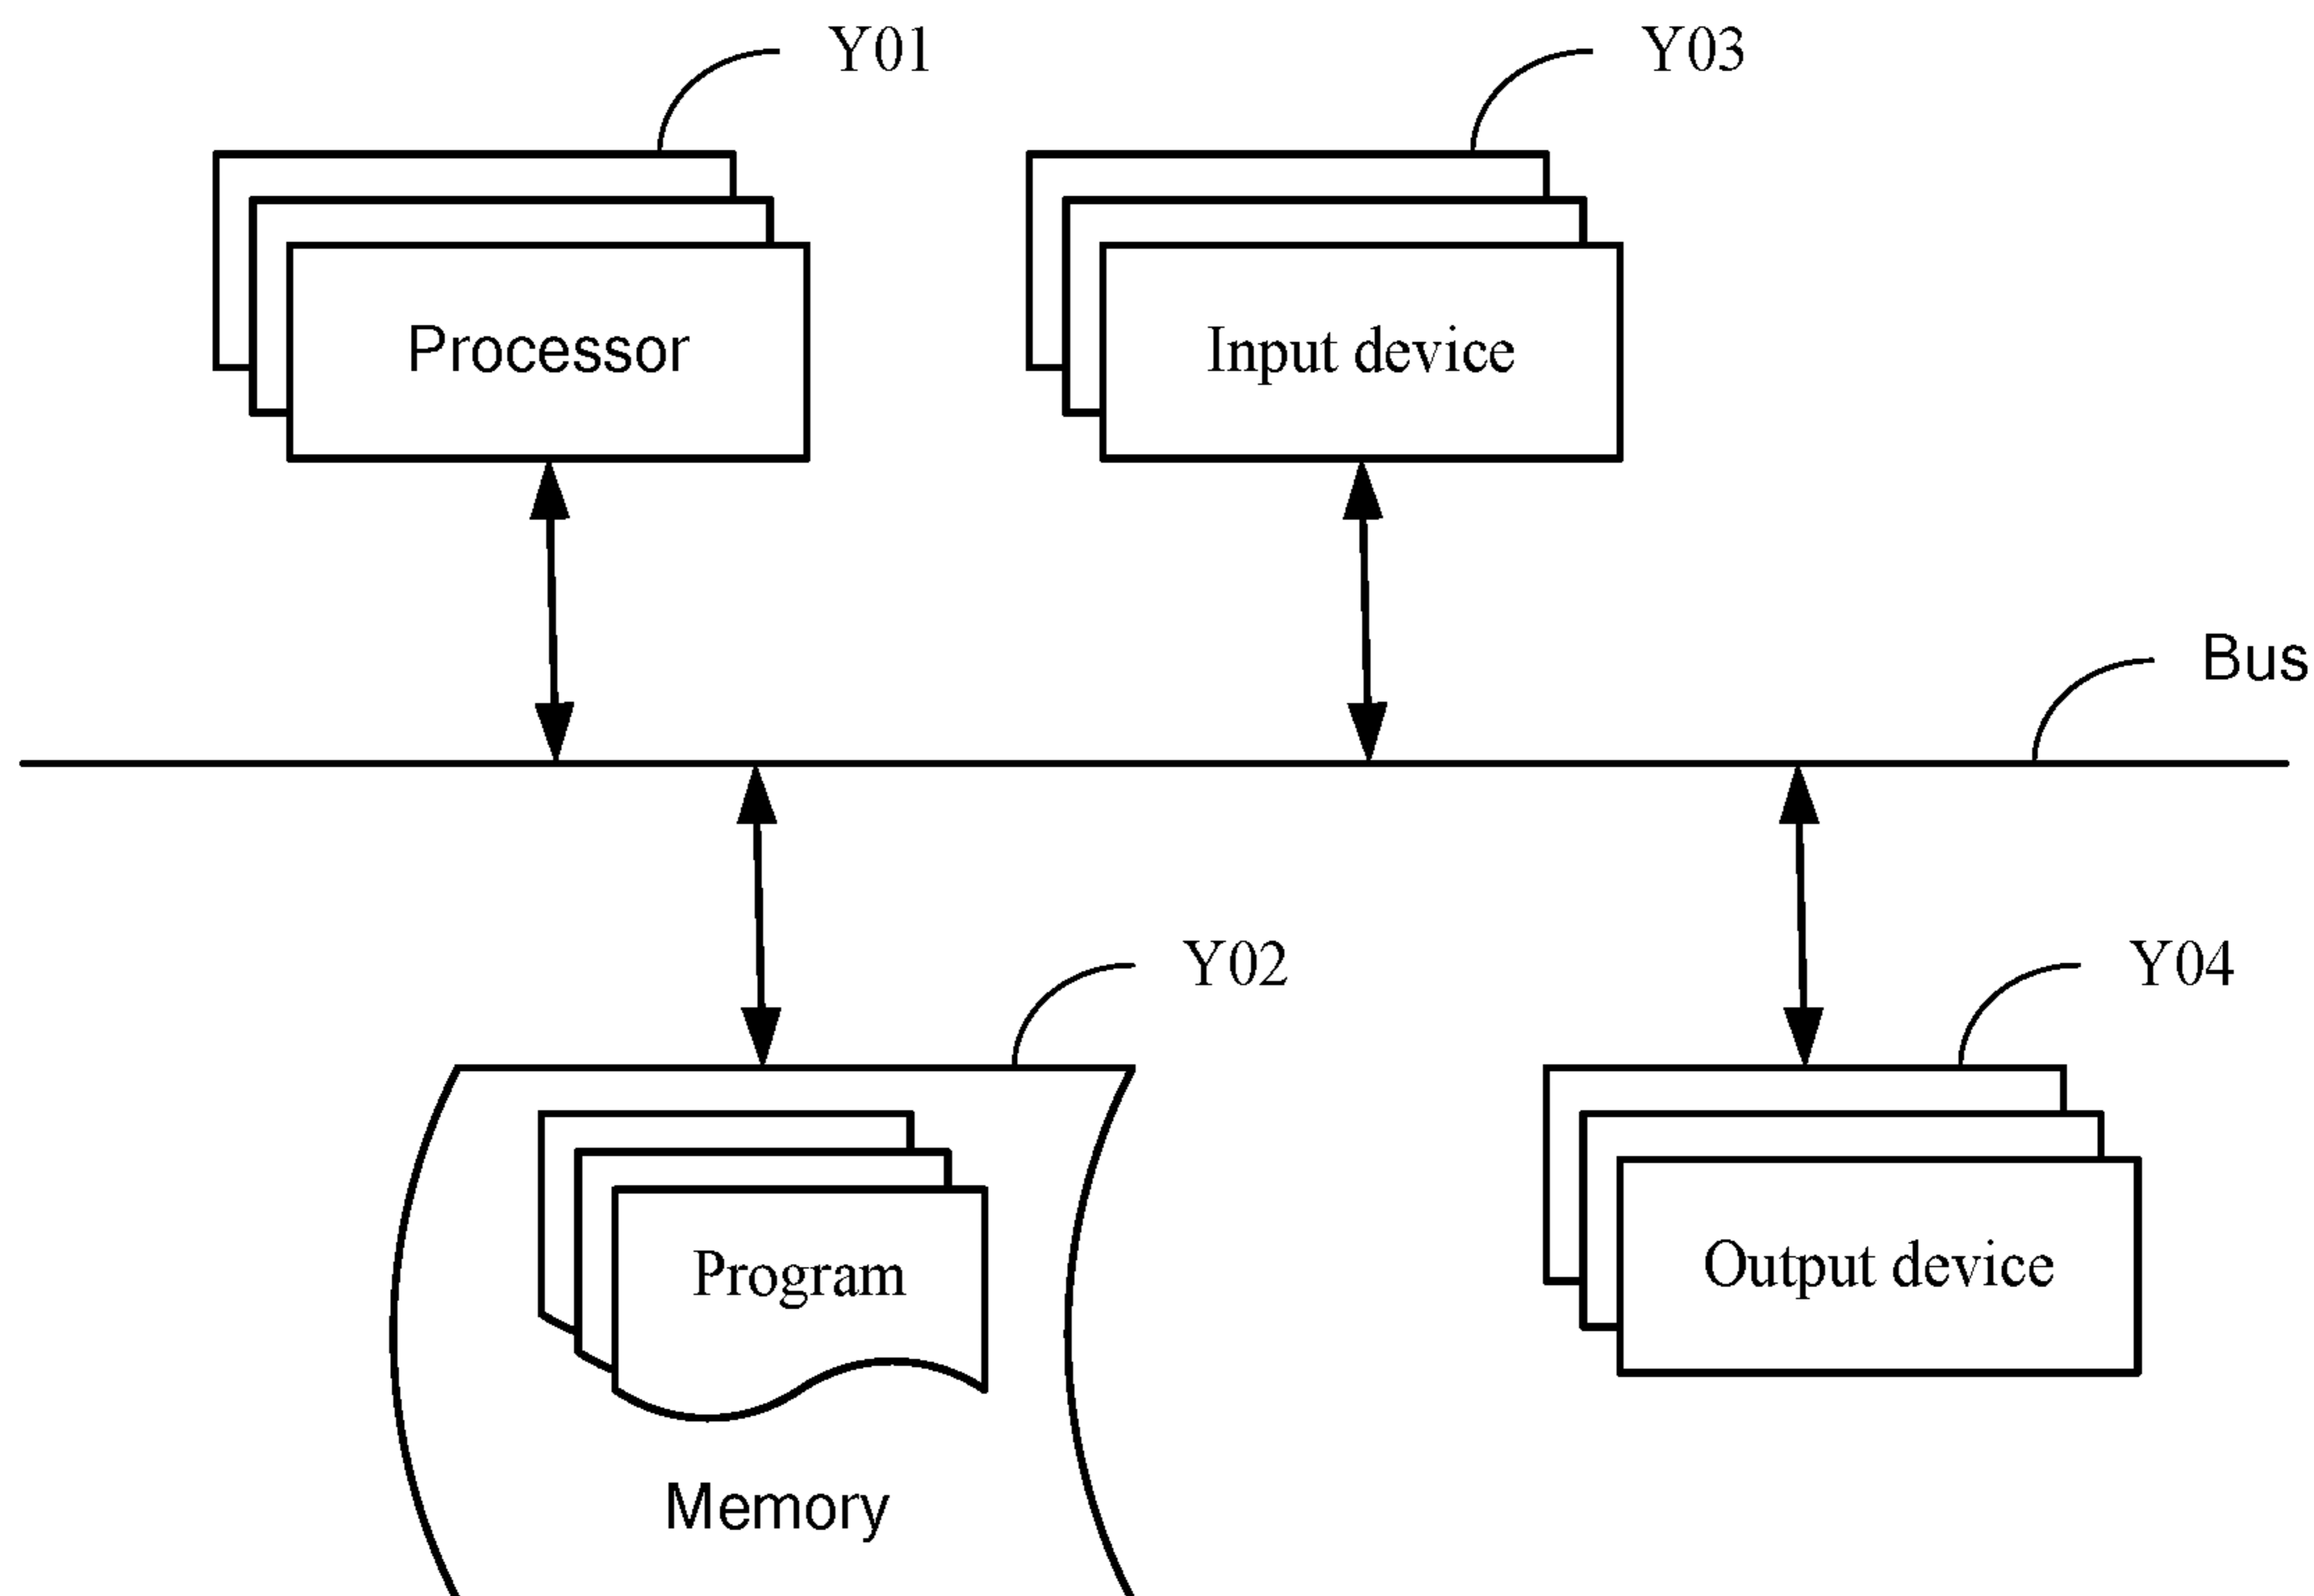 Y01
Y03
Processor
Input device
Bus
Y02
Y04
Program
Output device
Memory